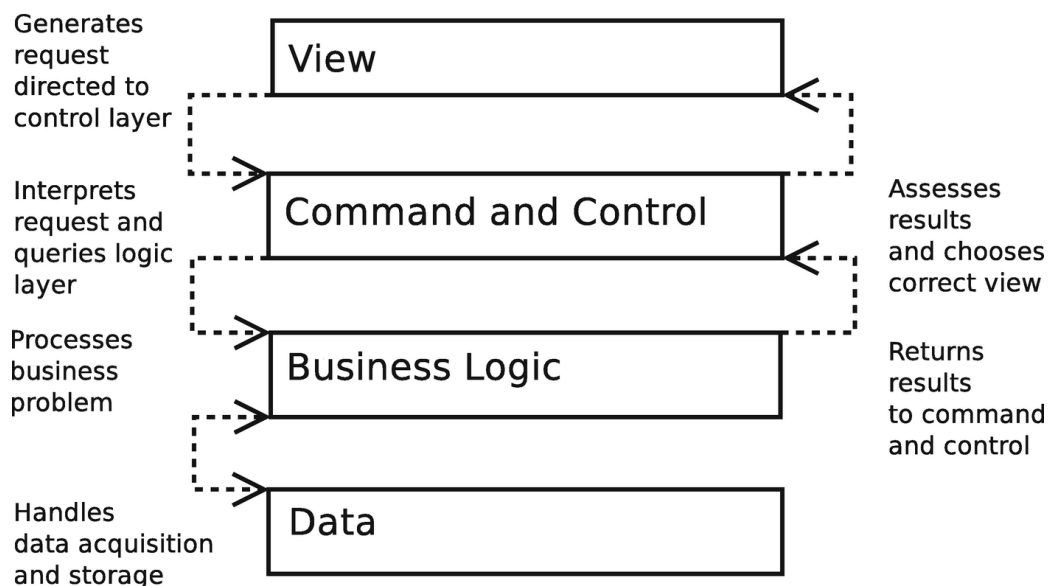 Generates
request
directed to
control layer
View
Interprets
request and
queries logic
layer
Command and Control
Assesses
results
and chooses
correct view
Processes
business
problem
Business Logic
Returns
results
to command
and control
Handles
data acquisition
and storage
Data